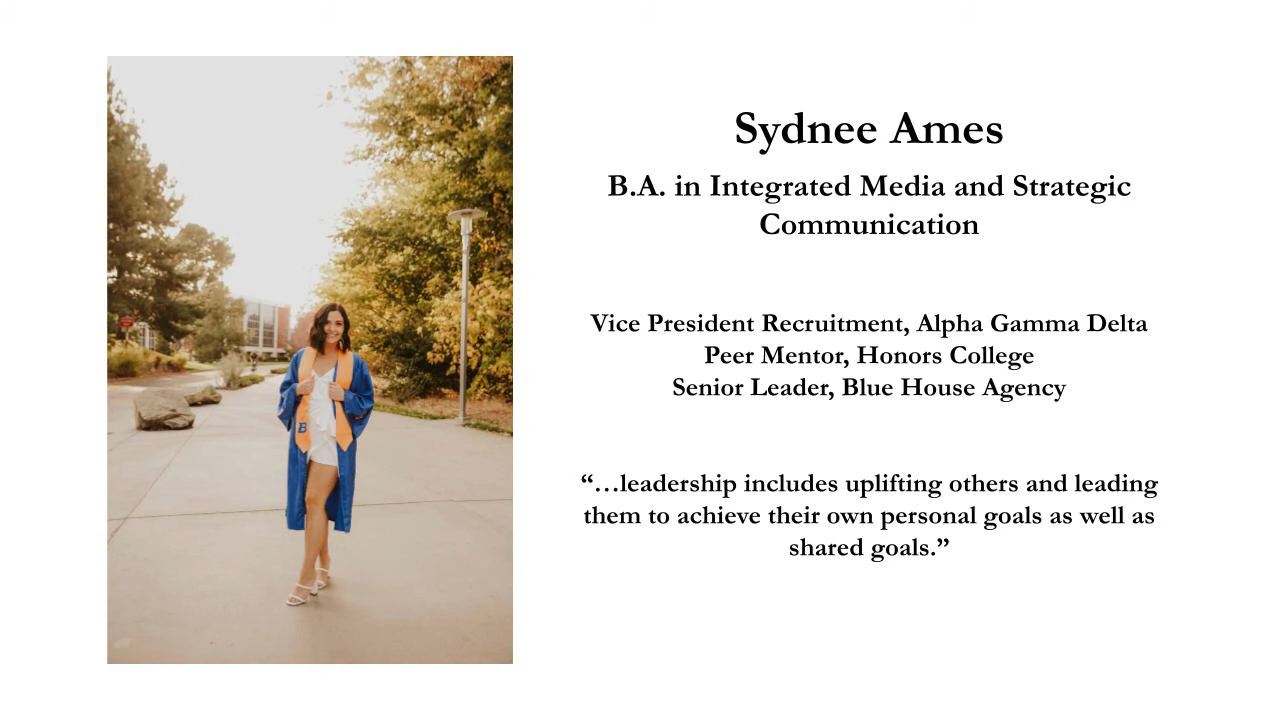 Sydnee Ames
B.A. in Integrated Media and Strategic
Communication
Vice President Recruitment, Alpha Gamma Delta
Peer Mentor, Honors College
Senior Leader, Blue House Agency
“…leadership includes uplifting others and leading
them to achieve their own personal goals as well as
shared goals.”
B